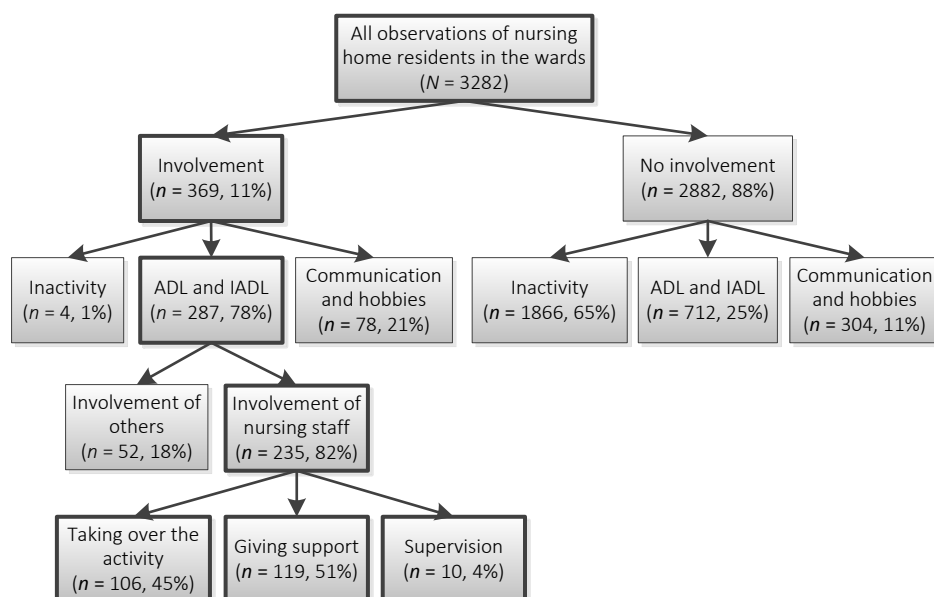 All observations of nursing
home residents in the wards
(N = 3282)
Involvement
(n = 369, 11%)
No involvement
(n = 2882, 88%)
Inactivity
(n = 4, 1%)
ADL and IADL
(n = 287, 78%)
Communication
and hobbies
(n = 78, 21%)
Inactivity
(n = 1866, 65%)
ADL and IADL
(n = 712, 25%)
Communication
and hobbies
(n = 304, 11%)
Involvement of
others
(n = 52, 18%)
Involvement of
nursing staff
(n = 235, 82%)
Taking over the
activity
(n = 106, 45%)
Giving support
(n = 119, 51%)
Supervision
(n = 10, 4%)